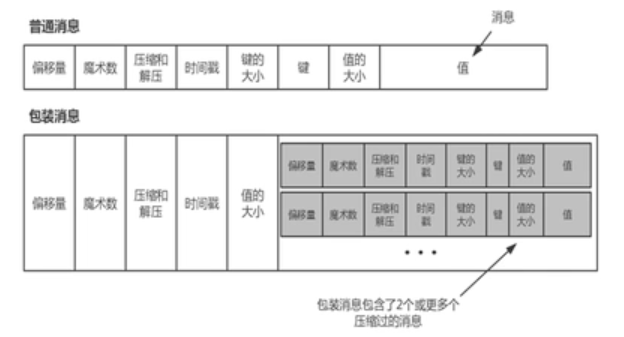 普通消息
消息
偏移量 魔术数 压缩和 时间戳 键的 键 值的 值
解压 大小 大小
包装消息
偏移量 魔术数 压缩和 时间戳 值的
解压 大小
偏移量 魔术数 压缩和 时间 键的 键 值的 值
解压 戳 大小 大小
偏移量 魔术数 压缩和 时间 键的 键 值的 值
解压 戳 大小 大小
• • •
包装消息包含了2个或更多个
压缩过的消息